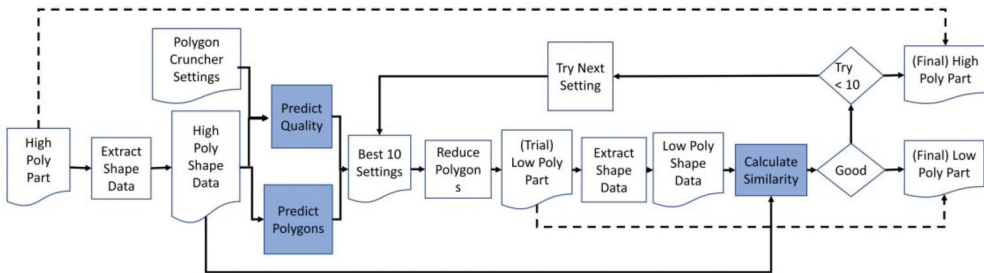 Polygon
Cruncher
Settings
Predict
Quality
Try Next
Setting
Try
< 10
(Final) High
Poly Part
High
Poly Part
Extract
Shape
Data
High
Poly
Shape
Data
Predict
Polygons
Best 10
Settings
Reduce
Polygon
s
(Trial)
Low Poly
Part
Extract
Shape
Data
Low Poly
Shape
Data
Calculate
Similarity
Good
(Final) Low
Poly Part